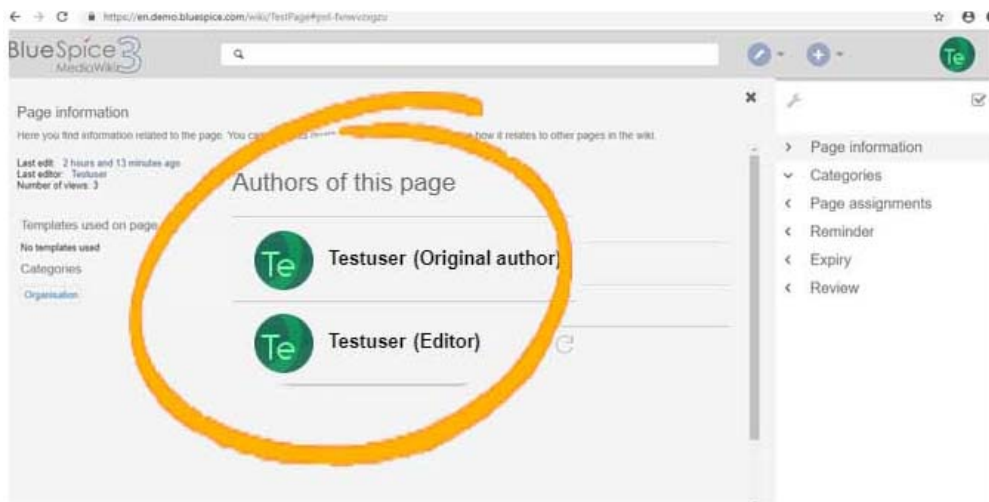 https://en.demo.bluespice.com/wiki/TestPage#pnl-
BlueSpice 3
MediaWiki
Te
Page information
Here you find information related to the page. You can how it relates to other pages in the wiki.
Last edit: 2 hours and 13 minutes ago
Last editor: Testuser
Number of views: 3
Templates used on page
No templates used
Categories
Organisation
Authors of this page
Te Testuser (Original author)
Te Testuser (Editor)
Page information
Categories
Page assignments
Reminder
Expiry
Review